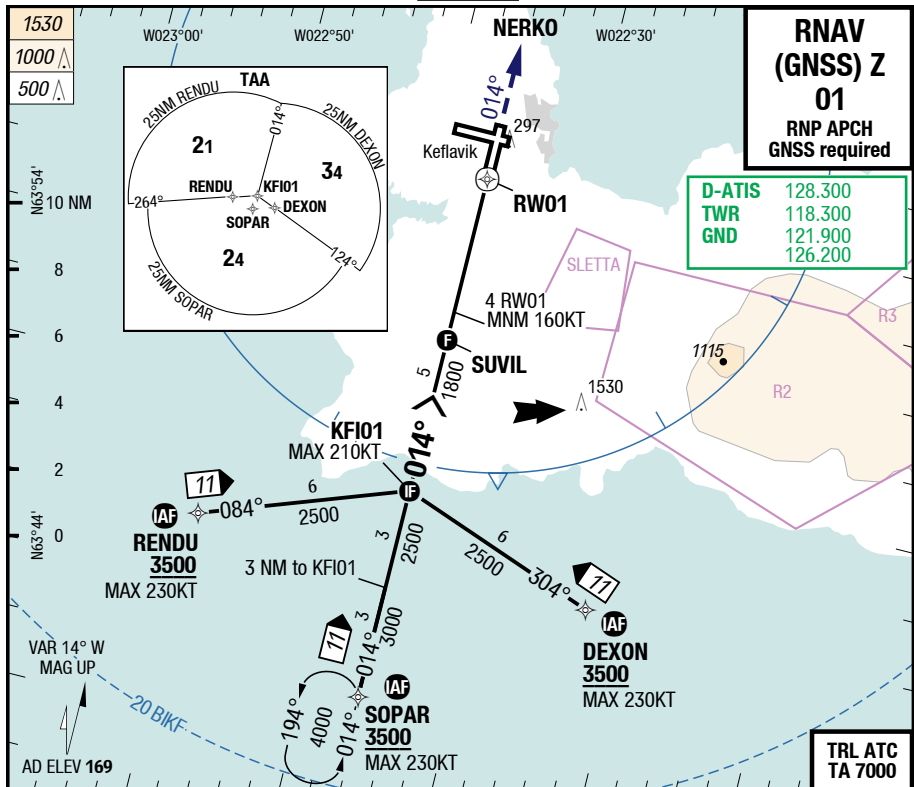 1530
1000
500
W023°00'
W022°50'
NERKO
W022°30'
RNAV
(GNSS) Z
01
RNP APCH
GNSS required
D-ATIS 128.300
TWR 118.300
GND 121.900
126.200
TAA
25NM RENDU
014°
25NM DEXON
21
34
RENDU
KFI01
264°
DEXON
SOPAR
24
124°
25NM SOPAR
014°
297
Keflavik
RW01
N63°54'
10 NM
8
6
4
2
0
N63°44'
SLETTA
R3
4 RW01
MNM 160KT
F
SUVIL
1115
R2
5
1800
1530
KFI01
MAX 210KT
014°
IF
11
084°
6
2500
IAF
RENDU
3500
MAX 230KT
3
2500
3 NM to KFI01
6
2500
304°
11
IAF
DEXON
3500
MAX 230KT
3
3000
11
014°
IAF
SOPAR
3500
MAX 230KT
194°
4000
014°
VAR 14° W
MAG UP
20 BIKF
AD ELEV 169
TRL ATC
TA 7000